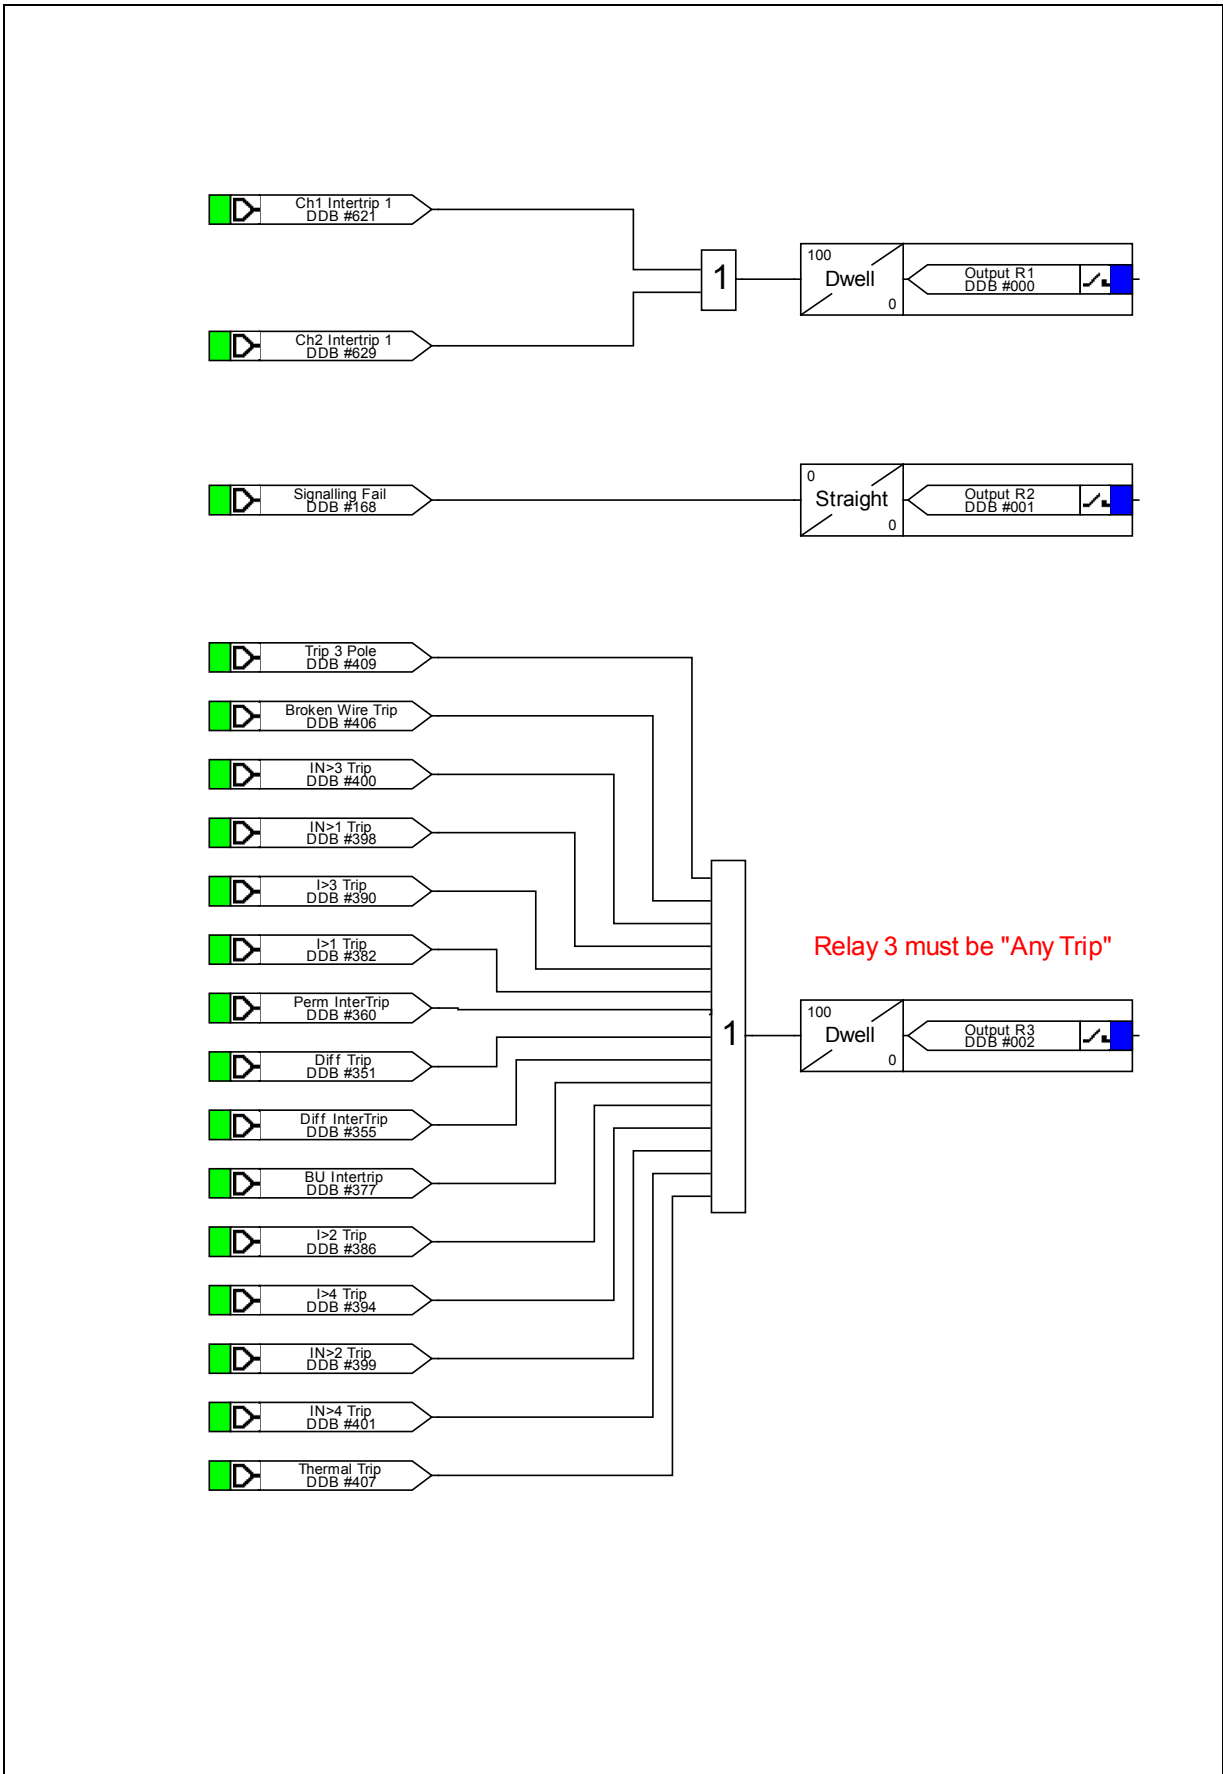 Ch1 Intertrip 1
DDB #621
1
100
Dwell
0
Output R1
DDB #000
Ch2 Intertrip 1
DDB #629
Signalling Fail
DDB #168
0
Straight
0
Output R2
DDB #001
Trip 3 Pole
DDB #409
Broken Wire Trip
DDB #406
IN>3 Trip
DDB #400
IN>1 Trip
DDB #398
I>3 Trip
DDB #390
I>1 Trip
DDB #382
Perm InterTrip
DDB #360
Diff Trip
DDB #351
Diff InterTrip
DDB #355
BU Intertrip
DDB #377
I>2 Trip
DDB #386
I>4 Trip
DDB #394
IN>2 Trip
DDB #399
IN>4 Trip
DDB #401
Thermal Trip
DDB #407
1
Relay 3 must be "Any Trip"
100
Dwell
0
Output R3
DDB #002